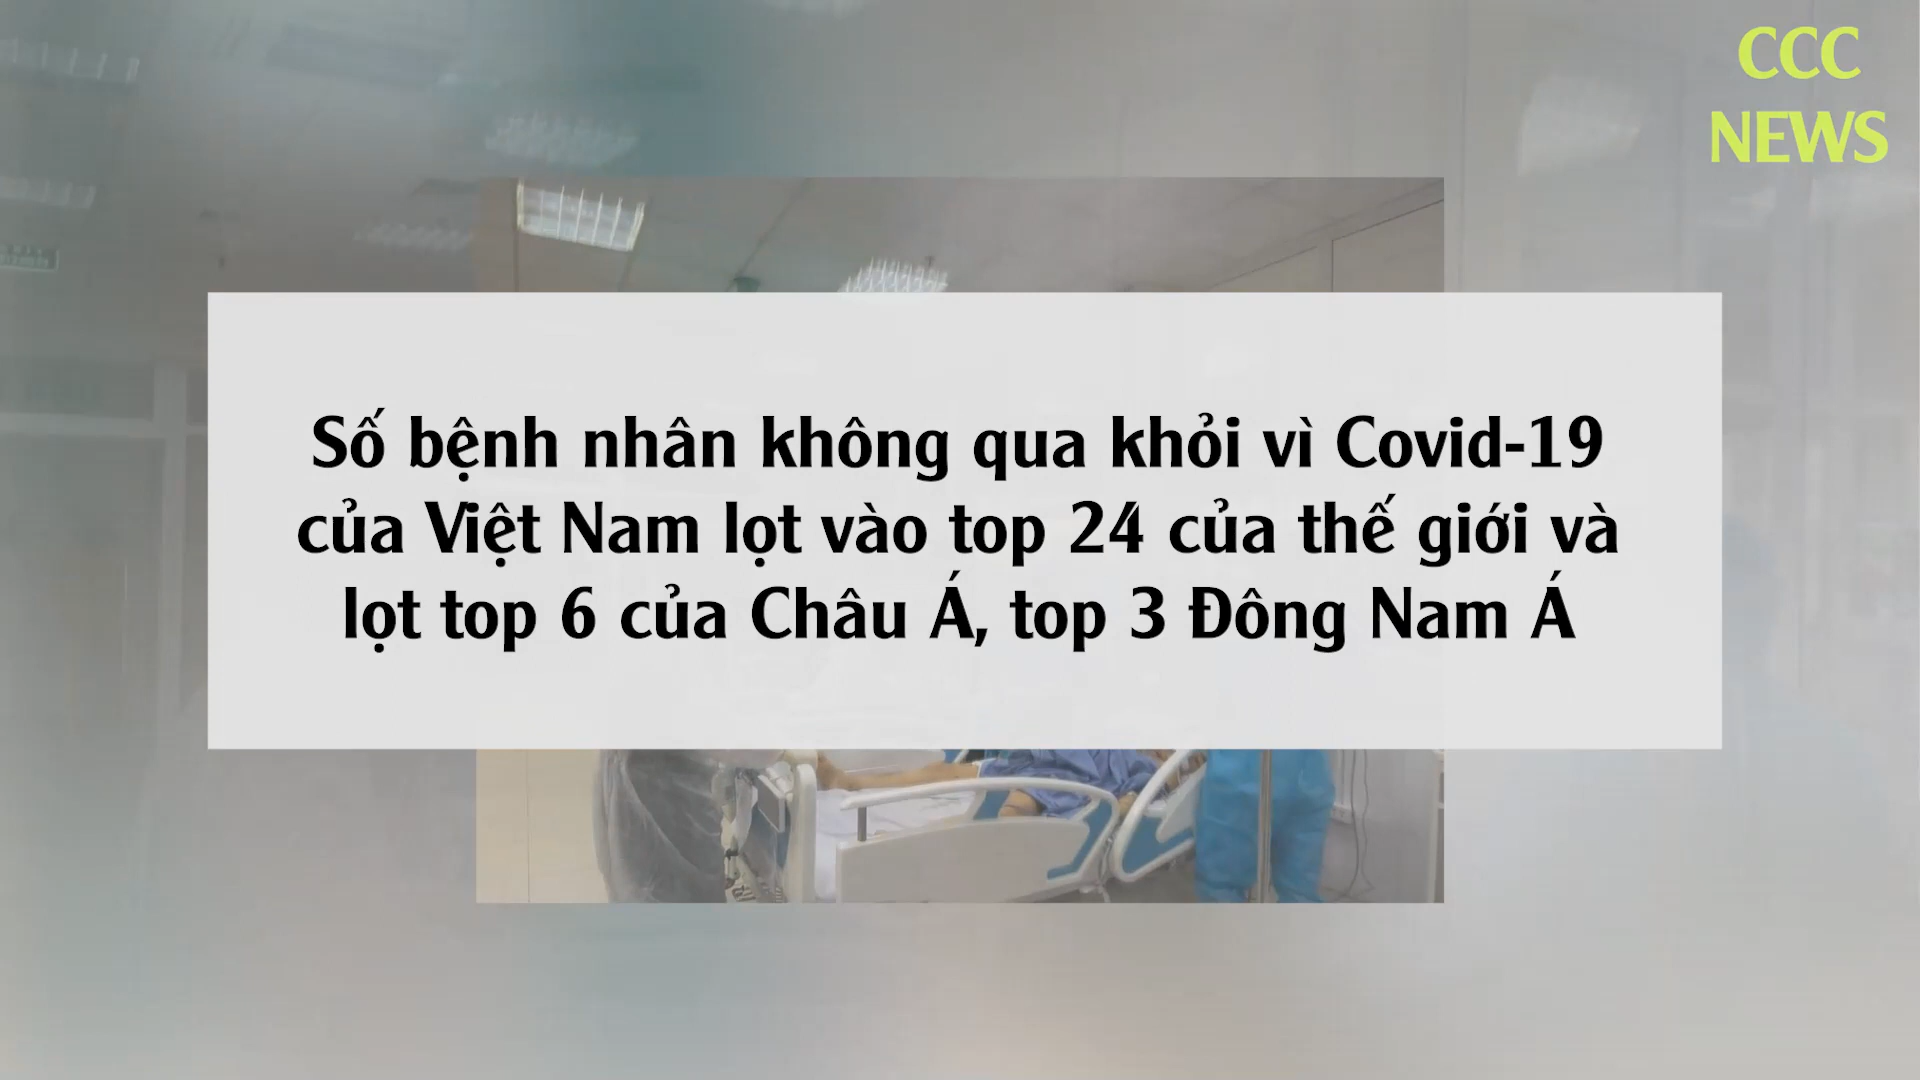 CCC
NEWS
Số bệnh nhân không qua khỏi vì Covid-19
của Việt Nam lọt vào top 24 của thế giới và
lọt top 6 của Châu Á, top 3 Đông Nam Á